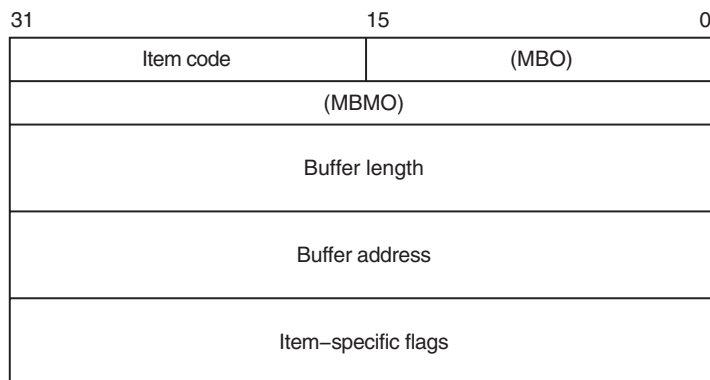 31 15 0
Item code (MBO)
(MBMO)
Buffer length
Buffer address
Item−specific flags